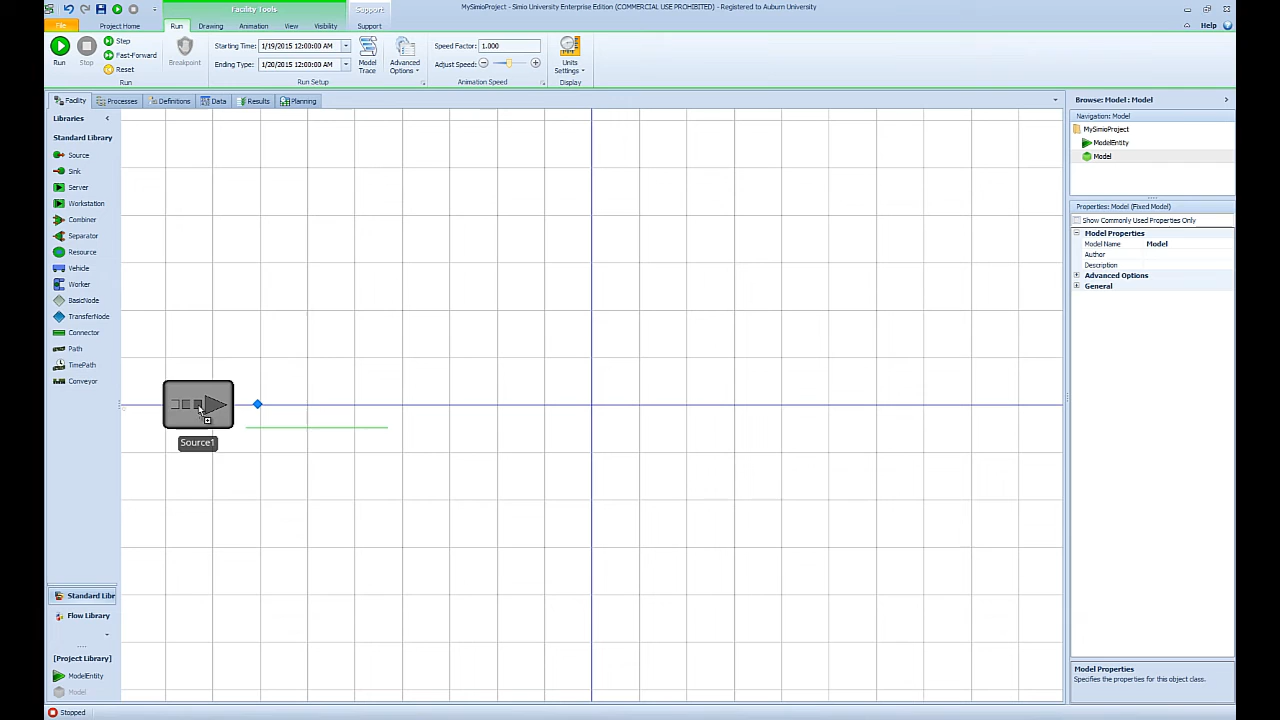 Facility Tools
Support
MySimioProject - Simio University Enterprise Edition (COMMERCIAL USE PROHIBITED) - Registered to Auburn University
File
Project Home
Run
Drawing
Animation
View
Visibility
Support
Help
Run
Stop
Step
Fast-Forward
Reset
Run
Breakpoint
Starting Time: 1/19/2015 12:00:00 AM
Ending Type: 1/20/2015 12:00:00 AM
Run Setup
Model Trace
Advanced Options
Speed Factor: 1.000
Adjust Speed:
Animation Speed
Units Settings
Display
Facility
Processes
Definitions
Data
Results
Planning
Libraries
Standard Library
Source
Sink
Server
Workstation
Combiner
Separator
Resource
Vehicle
Worker
BasicNode
TransferNode
Connector
Path
TimePath
Conveyor
Standard Libr
Flow Library
[Project Library]
ModelEntity
Model
Source1
Browse: Model : Model
Navigation: Model
MySimioProject
ModelEntity
Model
Properties: Model (Fixed Model)
Show Commonly Used Properties Only
Model Properties
Model Name Model
Author
Description
Advanced Options
General
Model Properties
Specifies the properties for this object class.
Stopped